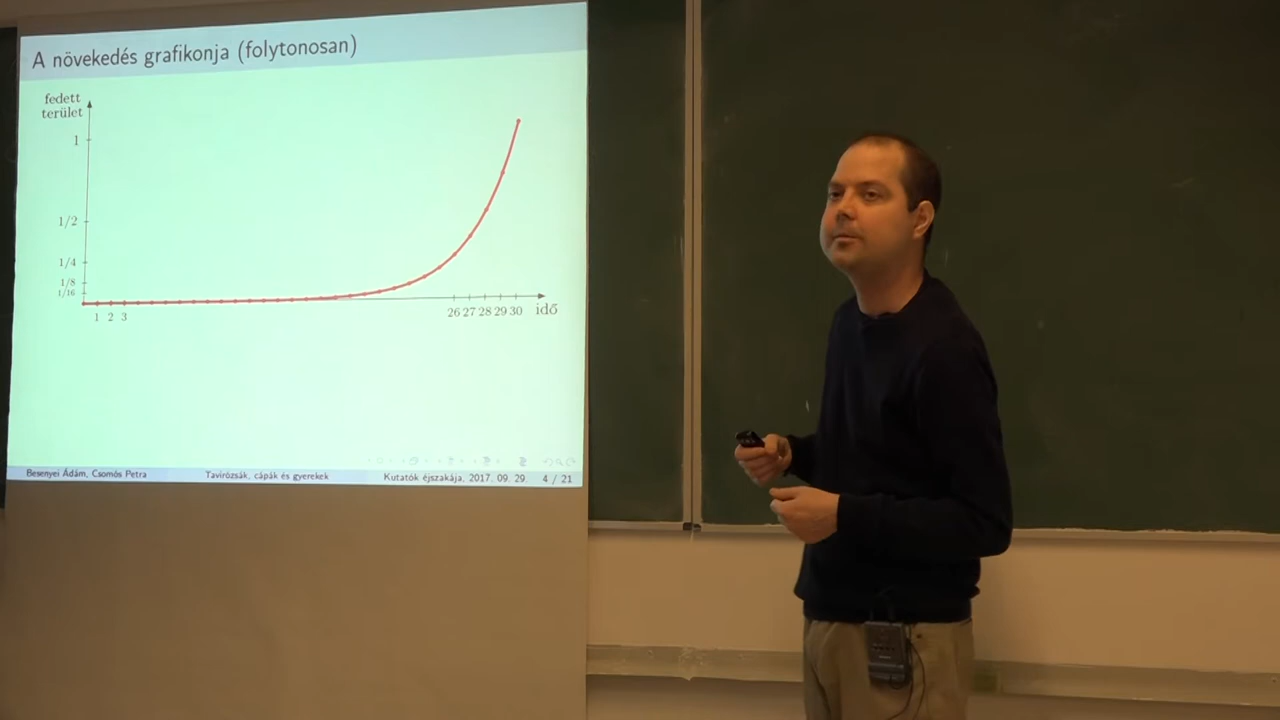 A növekedés grafikonja (folytonosan)
fedett
terület
1
1/2
1/4
1/8
1/16
1 2 3
26 27 28 29 30 idő
Besenyei Ádám, Csomós Petra Tavirózsák, cápák és gyerekek Kutatók éjszakája, 2017. 09. 29. 4 / 21